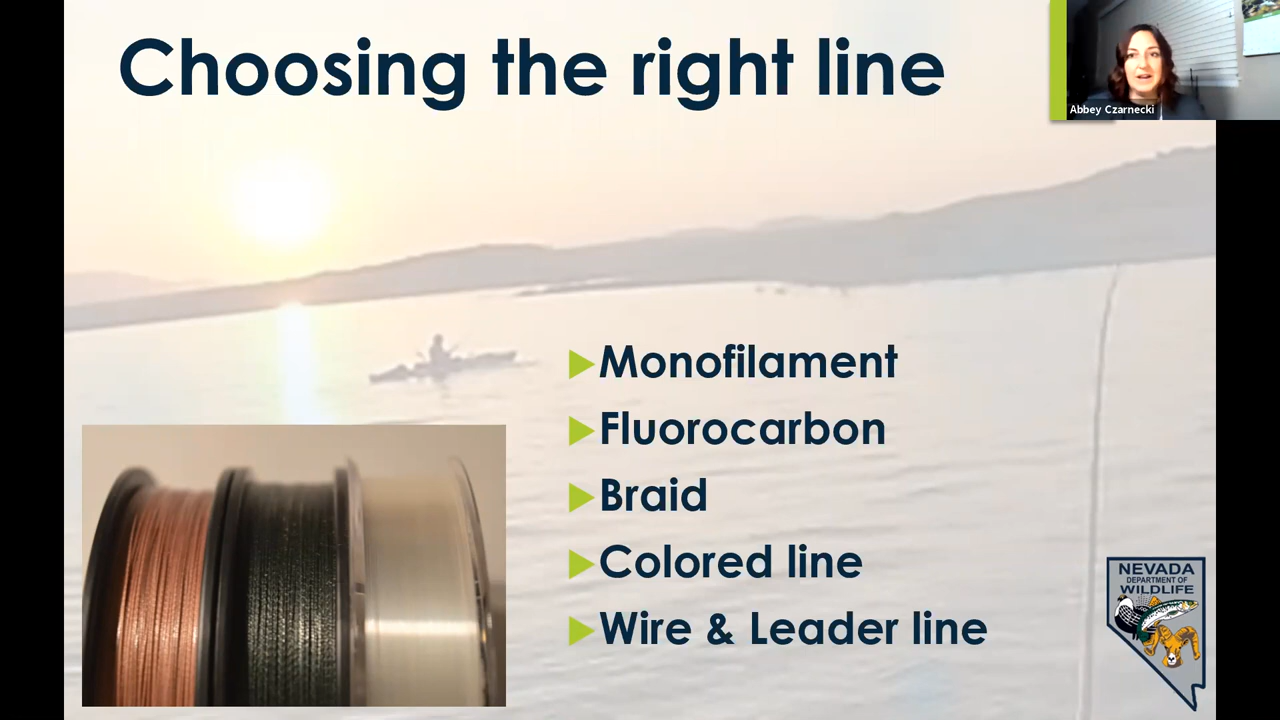 Choosing the right line
Abbey Czarnecki
Monofilament
Fluorocarbon
Braid
Colored line
Wire & Leader line
NEVADA
DEPARTMENT OF
WILDLIFE